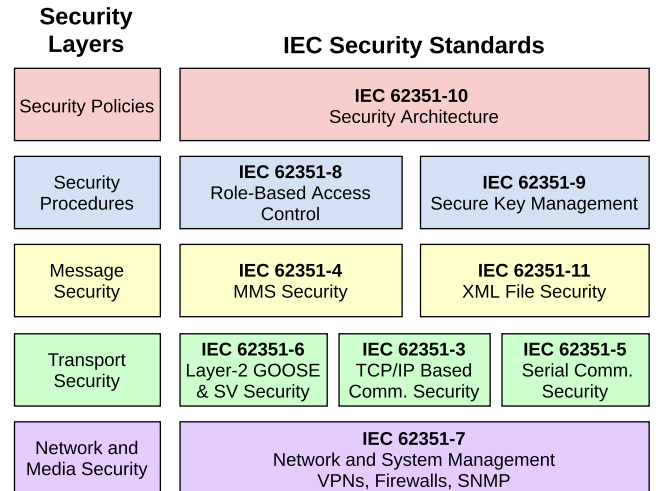 Security
Layers
IEC Security Standards
Security Policies
IEC 62351-10
Security Architecture
Security
Procedures
IEC 62351-8
Role-Based Access
Control
IEC 62351-9
Secure Key Management
Message
Security
IEC 62351-4
MMS Security
IEC 62351-11
XML File Security
Transport
Security
IEC 62351-6
Layer-2 GOOSE
& SV Security
IEC 62351-3
TCP/IP Based
Comm. Security
IEC 62351-5
Serial Comm.
Security
Network and
Media Security
IEC 62351-7
Network and System Management
VPNs, Firewalls, SNMP